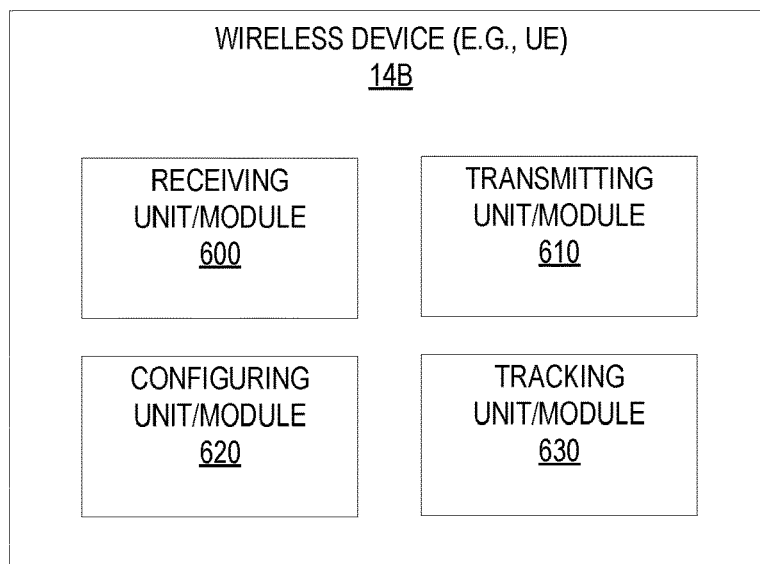 WIRELESS DEVICE (E.G., UE)
14B
RECEIVING
UNIT/MODULE
600
TRANSMITTING
UNIT/MODULE
610
CONFIGURING
UNIT/MODULE
620
TRACKING
UNIT/MODULE
630